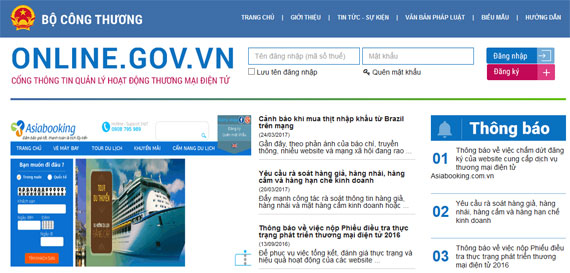 BỘ CÔNG THƯƠNG
TRANG CHỦ | GIỚI THIỆU | TIN TỨC - SỰ KIỆN | VĂN BẢN PHÁP LUẬT | BIỂU MẪU | HƯỚNG DẪN
ONLINE.GOV.VN
CỔNG THÔNG TIN QUẢN LÝ HOẠT ĐỘNG THƯƠNG MẠI ĐIỆN TỬ
Tên đăng nhập (mã số thuế)
Mật khẩu
Đăng nhập
Lưu tên đăng nhập
Quên mật khẩu
Đăng ký +
Asiabooking
0938 795 986
TRANG CHỦ
VÉ MÁY BAY
TOUR DU LỊCH
KHUYẾN MÃI
CẨM NANG DU LỊCH
Bạn muốn đi đâu ?
Trong nước
Quốc tế
TOUR
DU THUYỀN
Cảnh báo khi mua thịt nhập khẩu từ Brazil
trên mạng
(24/03/2017)
Gần đây, theo phản ánh của báo chí, truyền
thông, nhiều website và mạng xã hội đang rao ...
Yêu cầu rà soát hàng giả, hàng nhái, hàng
cấm và hàng hạn chế kinh doanh
(20/03/2017)
Đẩy mạnh công tác rà soát thông tin hàng giả,
hàng nhái và mặt hàng cấm kinh doanh hoặc/...
Thông báo về việc nộp Phiếu điều tra thực
trạng phát triển thương mại điện tử 2016
(13/09/2016)
Để phục vụ việc tổng kết, đánh giá thực trạng và
hiệu quả hoạt động của các website ...
Thông báo
01
Thông báo về việc chấm dứt đăng
ký của website cung cấp dịch vụ
thương mại điện tử
Asiabooking.com.vn
02
Yêu cầu rà soát hàng giả, hàng
nhái, hàng cấm và hàng hạn chế
kinh doanh
03
Thông báo về việc nộp Phiếu điều
tra thực trạng phát triển thương
mại điện tử 2016